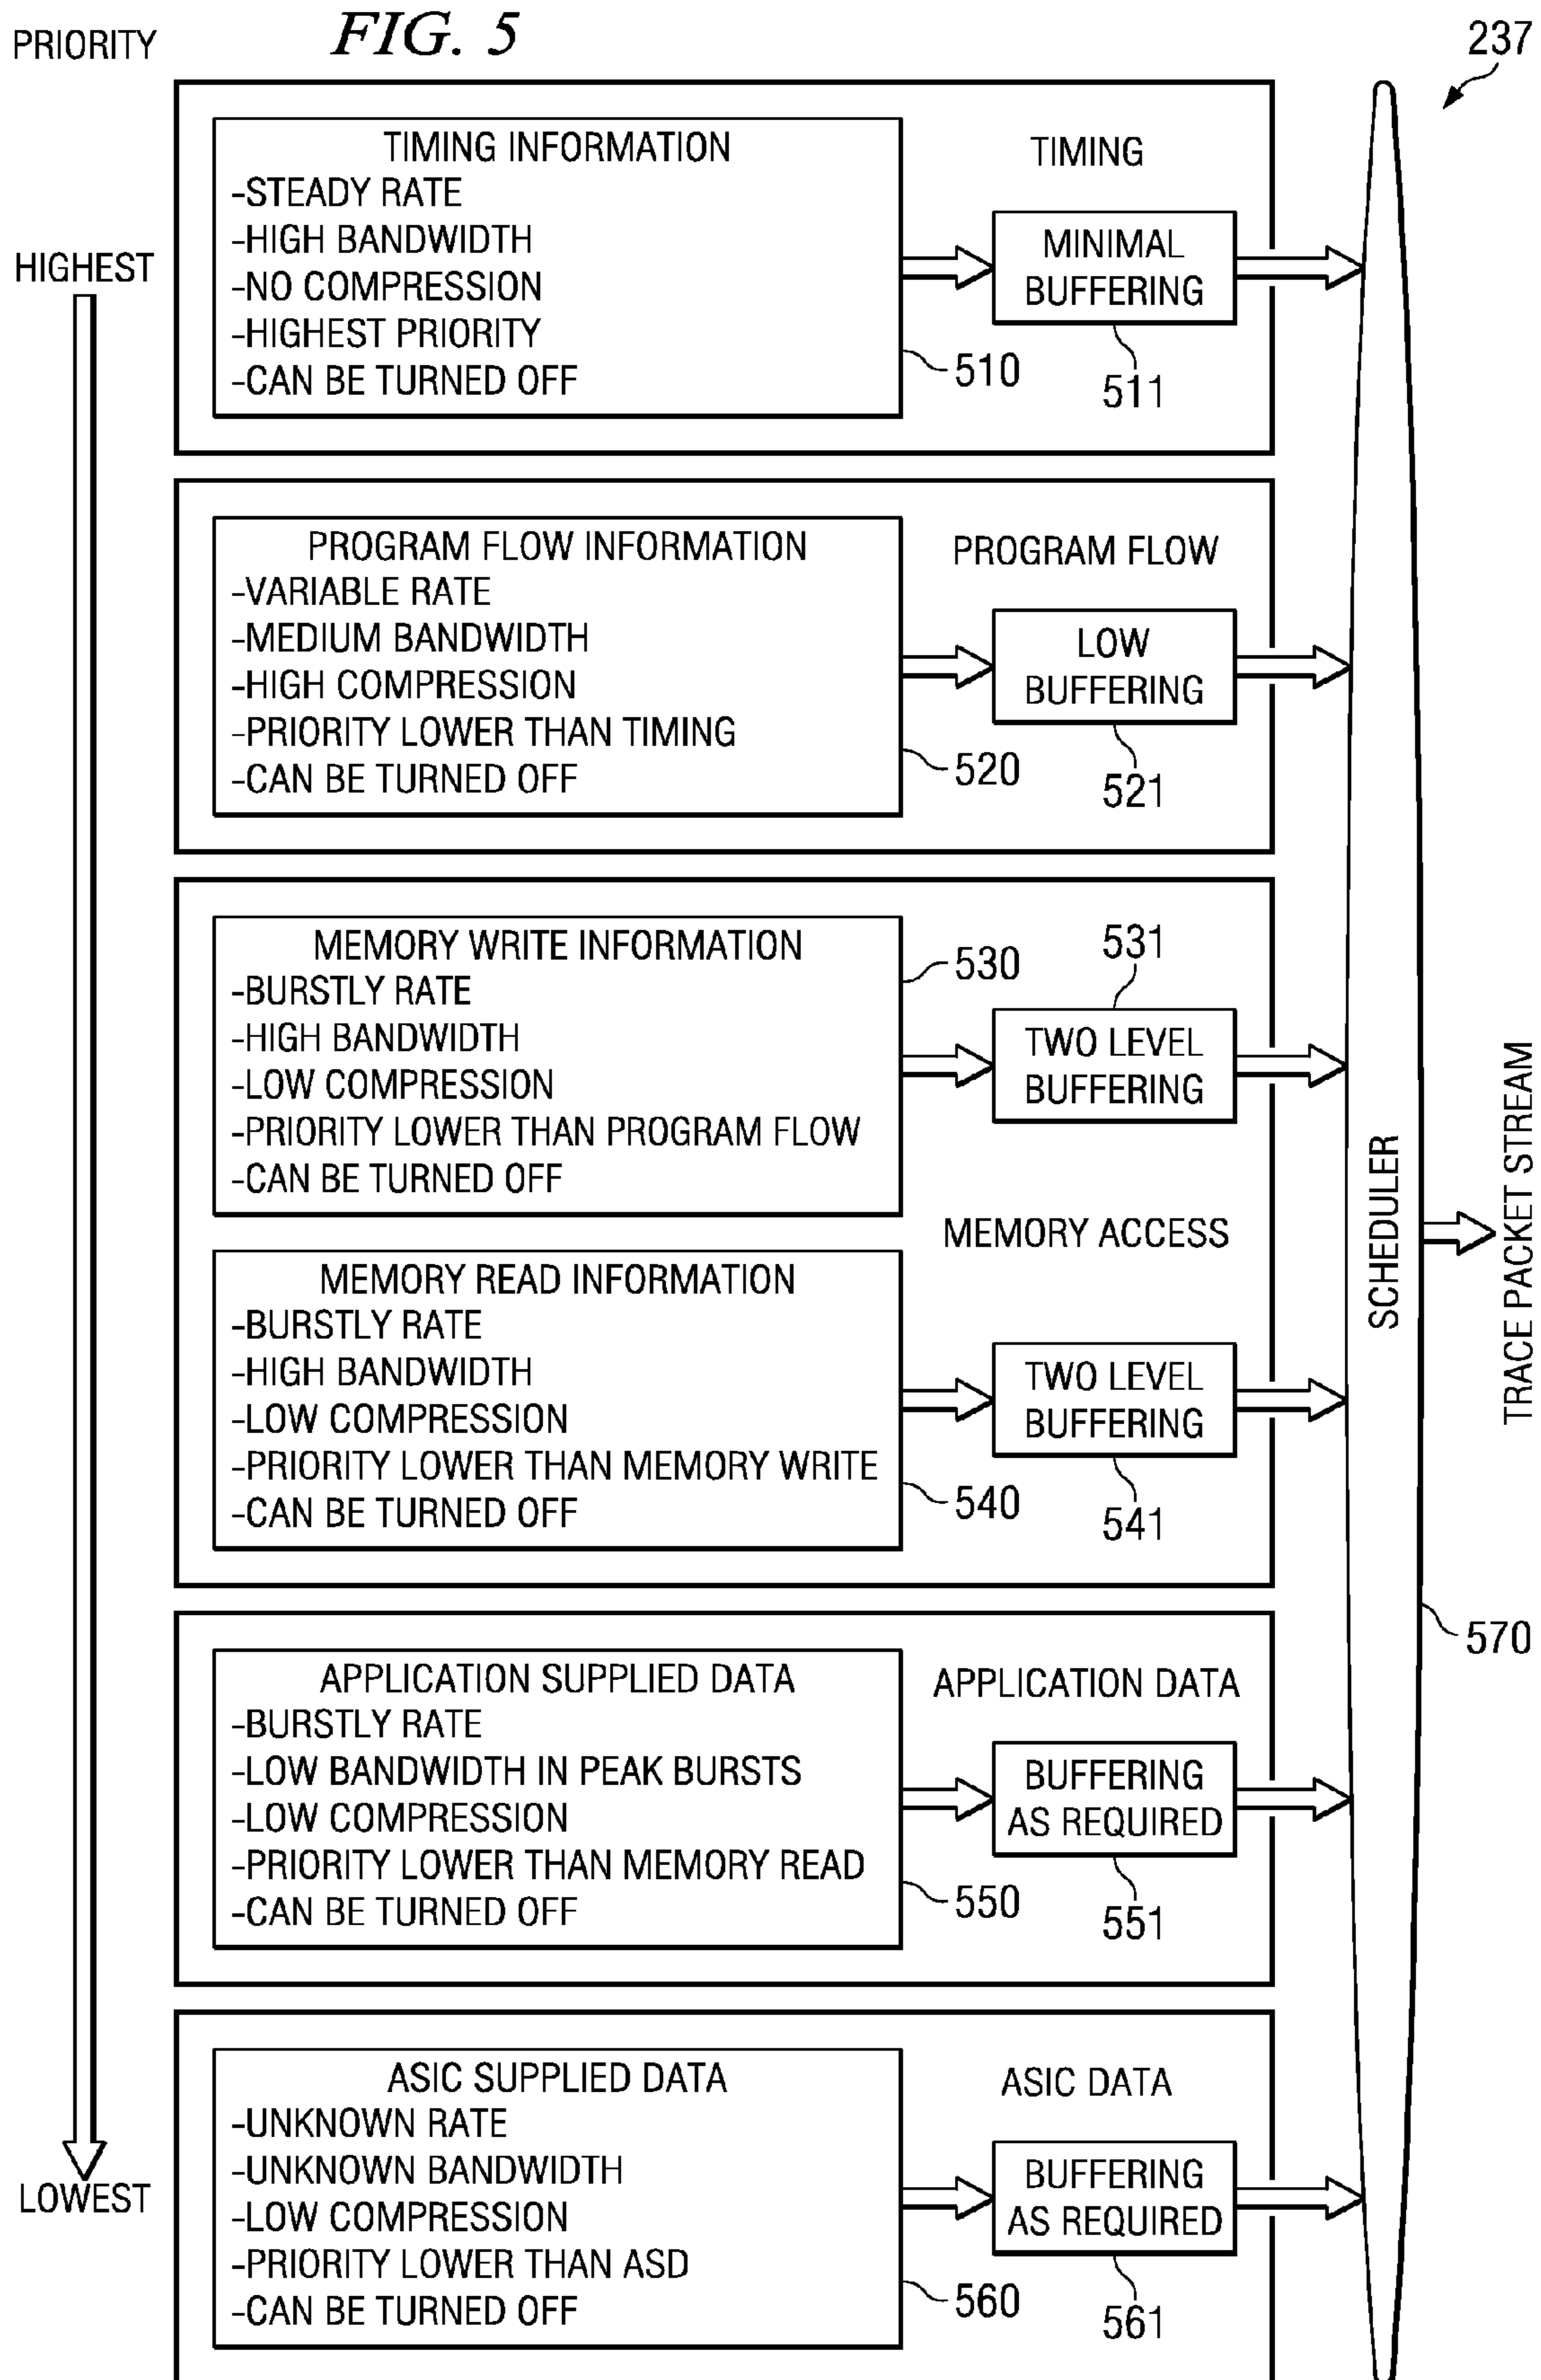 PRIORITY
FIG. 5
237
HIGHEST
TIMING INFORMATION
-STEADY RATE
-HIGH BANDWIDTH
-NO COMPRESSION
-HIGHEST PRIORITY
-CAN BE TURNED OFF
510
TIMING
MINIMAL
BUFFERING
511
PROGRAM FLOW INFORMATION
-VARIABLE RATE
-MEDIUM BANDWIDTH
-HIGH COMPRESSION
-PRIORITY LOWER THAN TIMING
-CAN BE TURNED OFF
520
PROGRAM FLOW
LOW
BUFFERING
521
MEMORY WRITE INFORMATION
-BURSTLY RATE
-HIGH BANDWIDTH
-LOW COMPRESSION
-PRIORITY LOWER THAN PROGRAM FLOW
-CAN BE TURNED OFF
530
531
TWO LEVEL
BUFFERING
MEMORY ACCESS
MEMORY READ INFORMATION
-BURSTLY RATE
-HIGH BANDWIDTH
-LOW COMPRESSION
-PRIORITY LOWER THAN MEMORY WRITE
-CAN BE TURNED OFF
540
TWO LEVEL
BUFFERING
541
SCHEDULER
TRACE PACKET STREAM
570
APPLICATION SUPPLIED DATA
-BURSTLY RATE
-LOW BANDWIDTH IN PEAK BURSTS
-LOW COMPRESSION
-PRIORITY LOWER THAN MEMORY READ
-CAN BE TURNED OFF
550
APPLICATION DATA
BUFFERING
AS REQUIRED
551
ASIC SUPPLIED DATA
-UNKNOWN RATE
-UNKNOWN BANDWIDTH
-LOW COMPRESSION
-PRIORITY LOWER THAN ASD
-CAN BE TURNED OFF
560
ASIC DATA
BUFFERING
AS REQUIRED
561
LOWEST